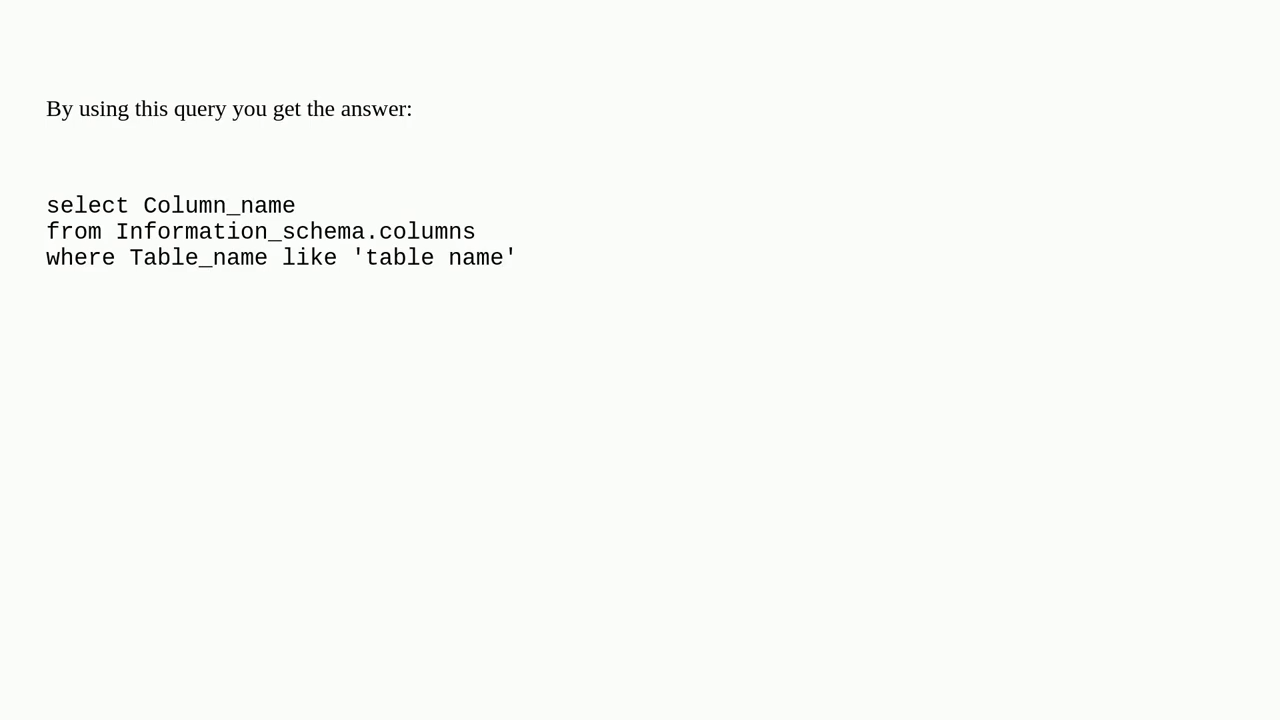 By using this query you get the answer:
select Column_name
from Information_schema.columns
where Table_name like 'table name'